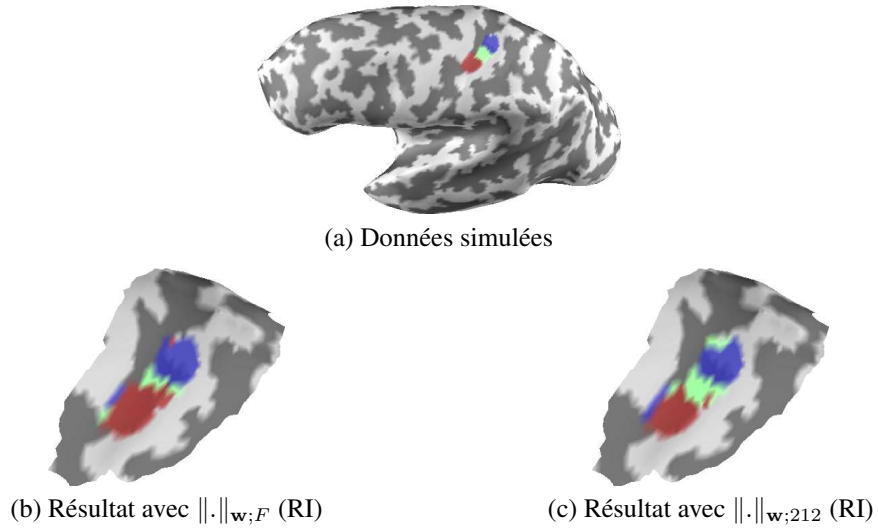 (a) Données simulées
(b) Résultat avec ‖.‖w;F (RI)
(c) Résultat avec ‖.‖w;212 (RI)